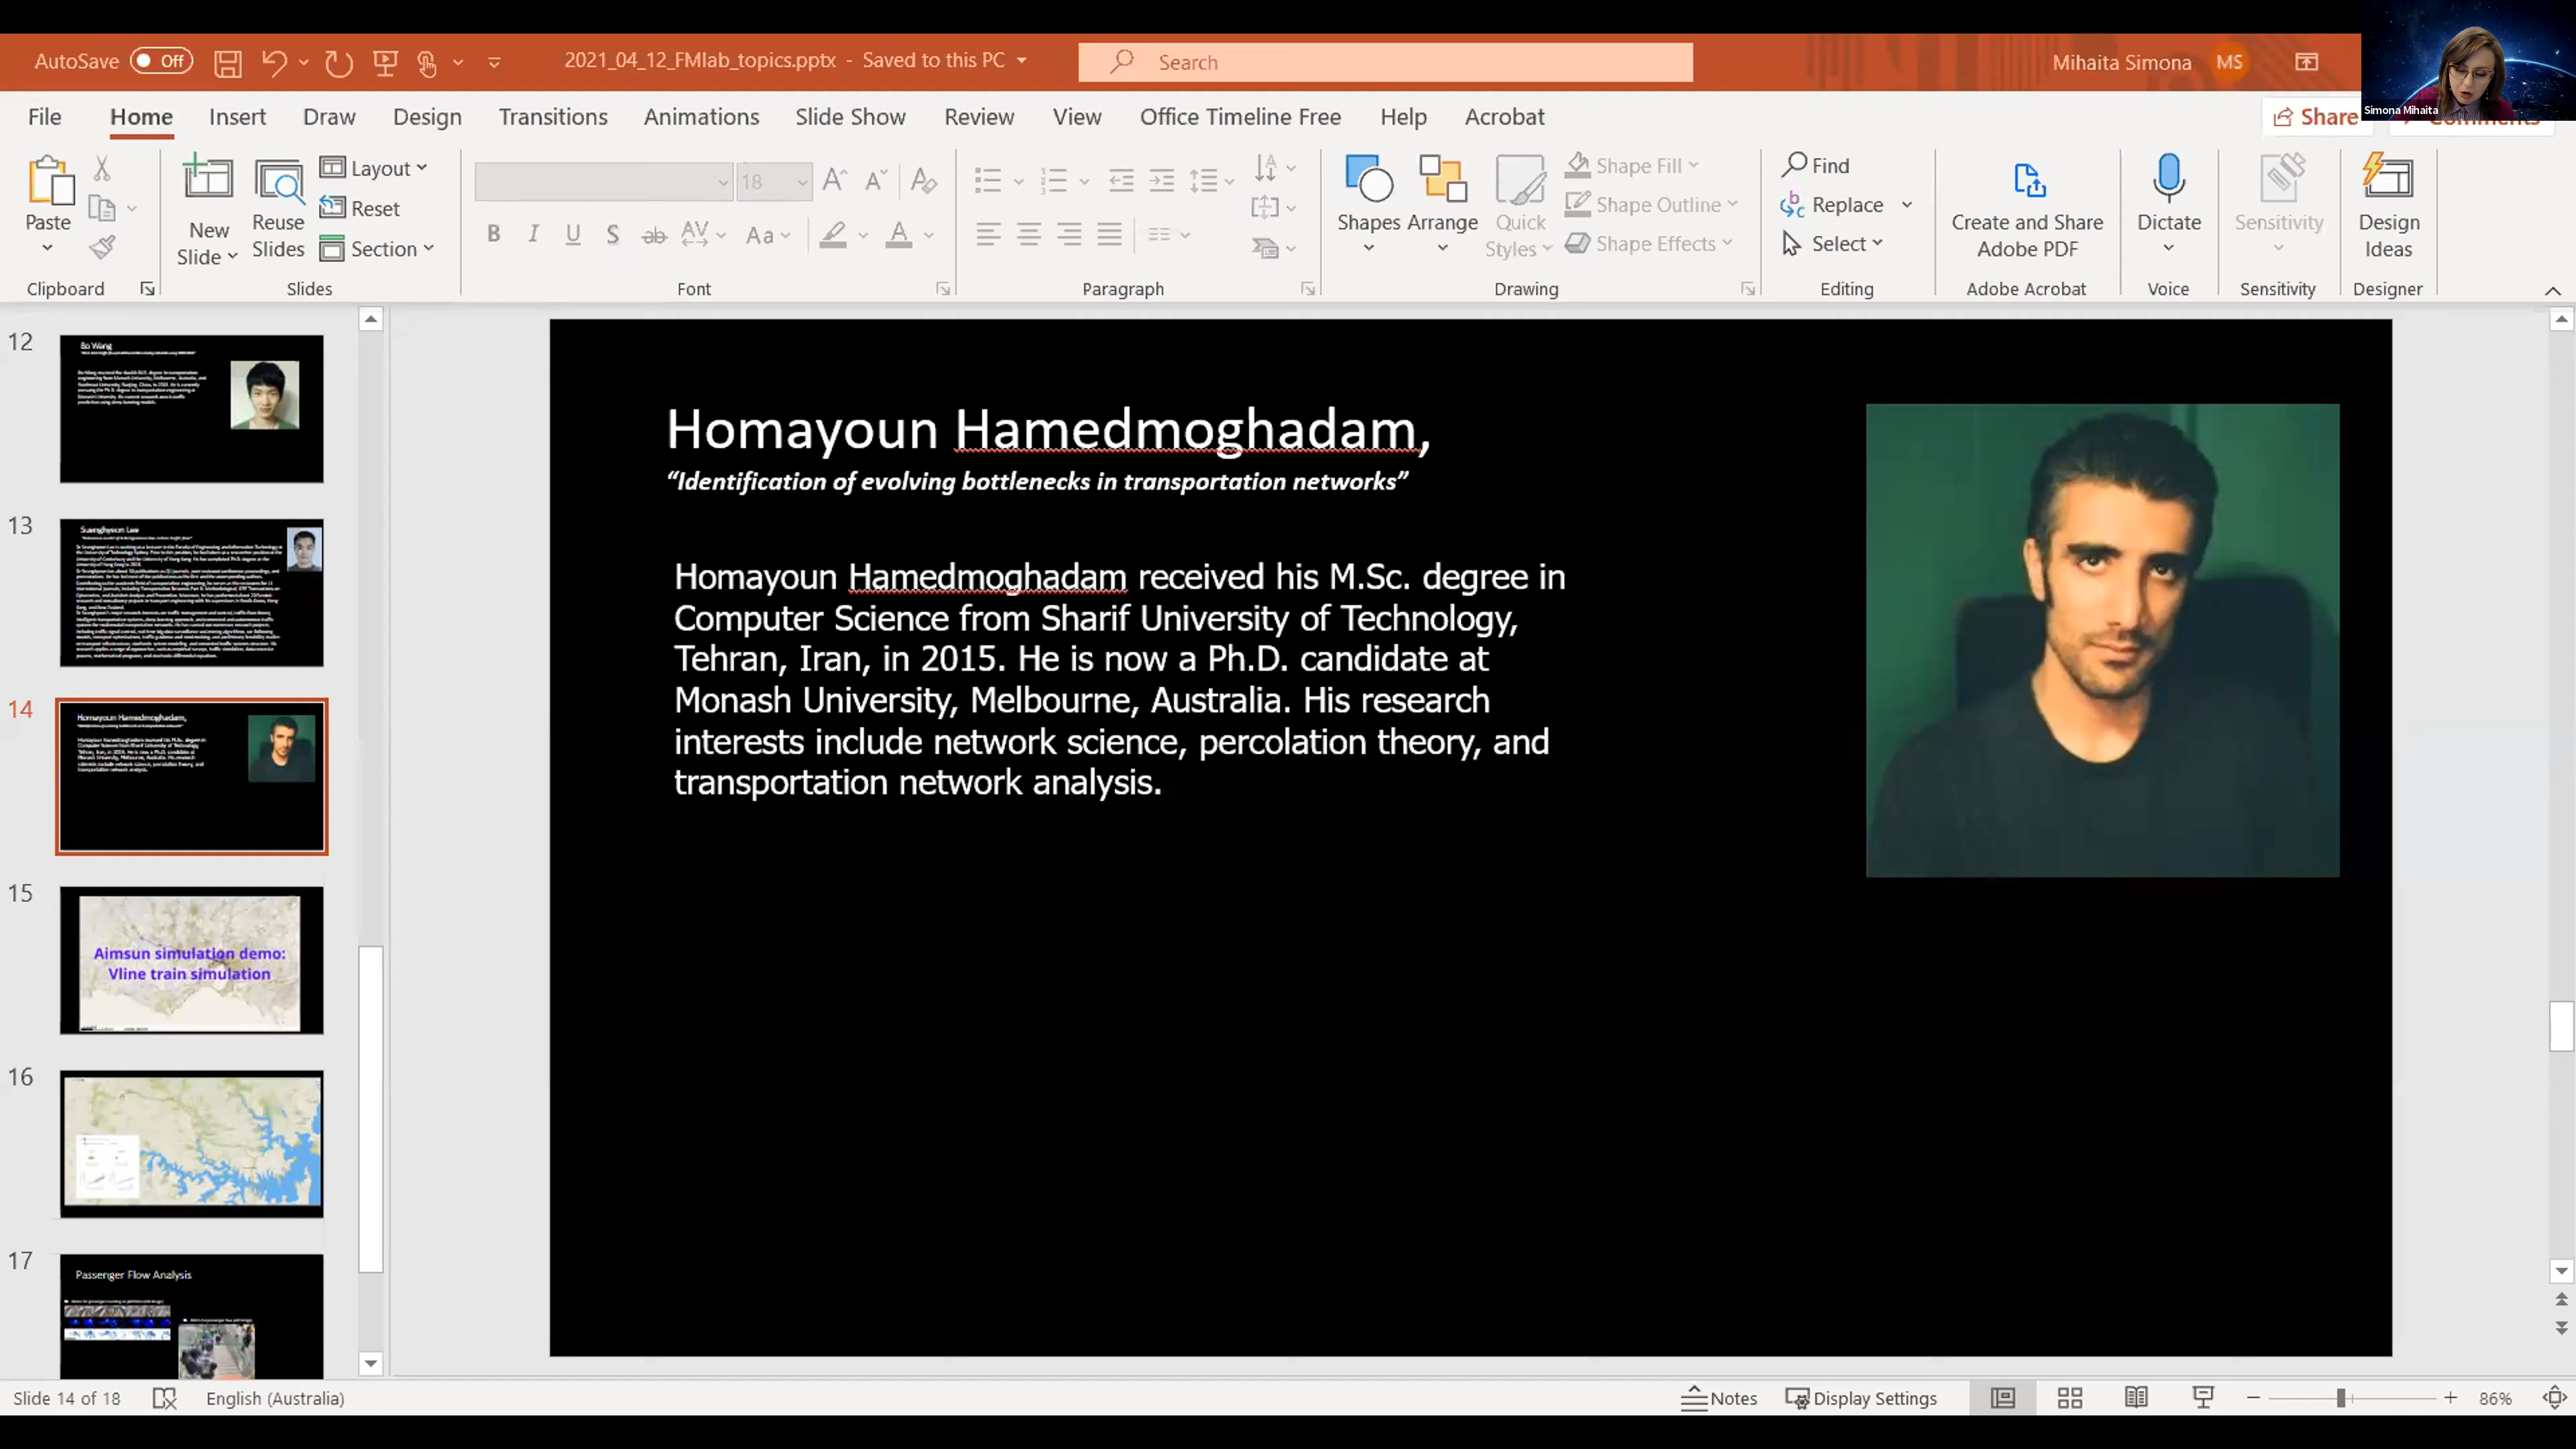 AutoSave Off
2021_04_12_FMlab_topics.pptx - Saved to this PC
Search
Mihaita Simona MS
Simona Mihaita
File Home Insert Draw Design Transitions Animations Slide Show Review View Office Timeline Free Help Acrobat
Share
Comments
Paste
Clipboard
New Slide
Reuse Slides
Layout
Reset
Section
Slides
18
Font
Paragraph
Shapes
Arrange
Quick Styles
Shape Fill
Shape Outline
Shape Effects
Drawing
Find
Replace
Select
Editing
Create and Share
Adobe PDF
Adobe Acrobat
Dictate
Voice
Sensitivity
Sensitivity
Design Ideas
Designer
12
Bo Wang
13
14
Homayoun Hamedmoghadam,
15
Aimsun simulation demo:
Vline train simulation
16
17
Passenger Flow Analysis
Homayoun Hamedmoghadam,
“Identification of evolving bottlenecks in transportation networks”
Homayoun Hamedmoghadam received his M.Sc. degree in
Computer Science from Sharif University of Technology,
Tehran, Iran, in 2015. He is now a Ph.D. candidate at
Monash University, Melbourne, Australia. His research
interests include network science, percolation theory, and
transportation network analysis.
Slide 14 of 18
English (Australia)
Notes
Display Settings
86%